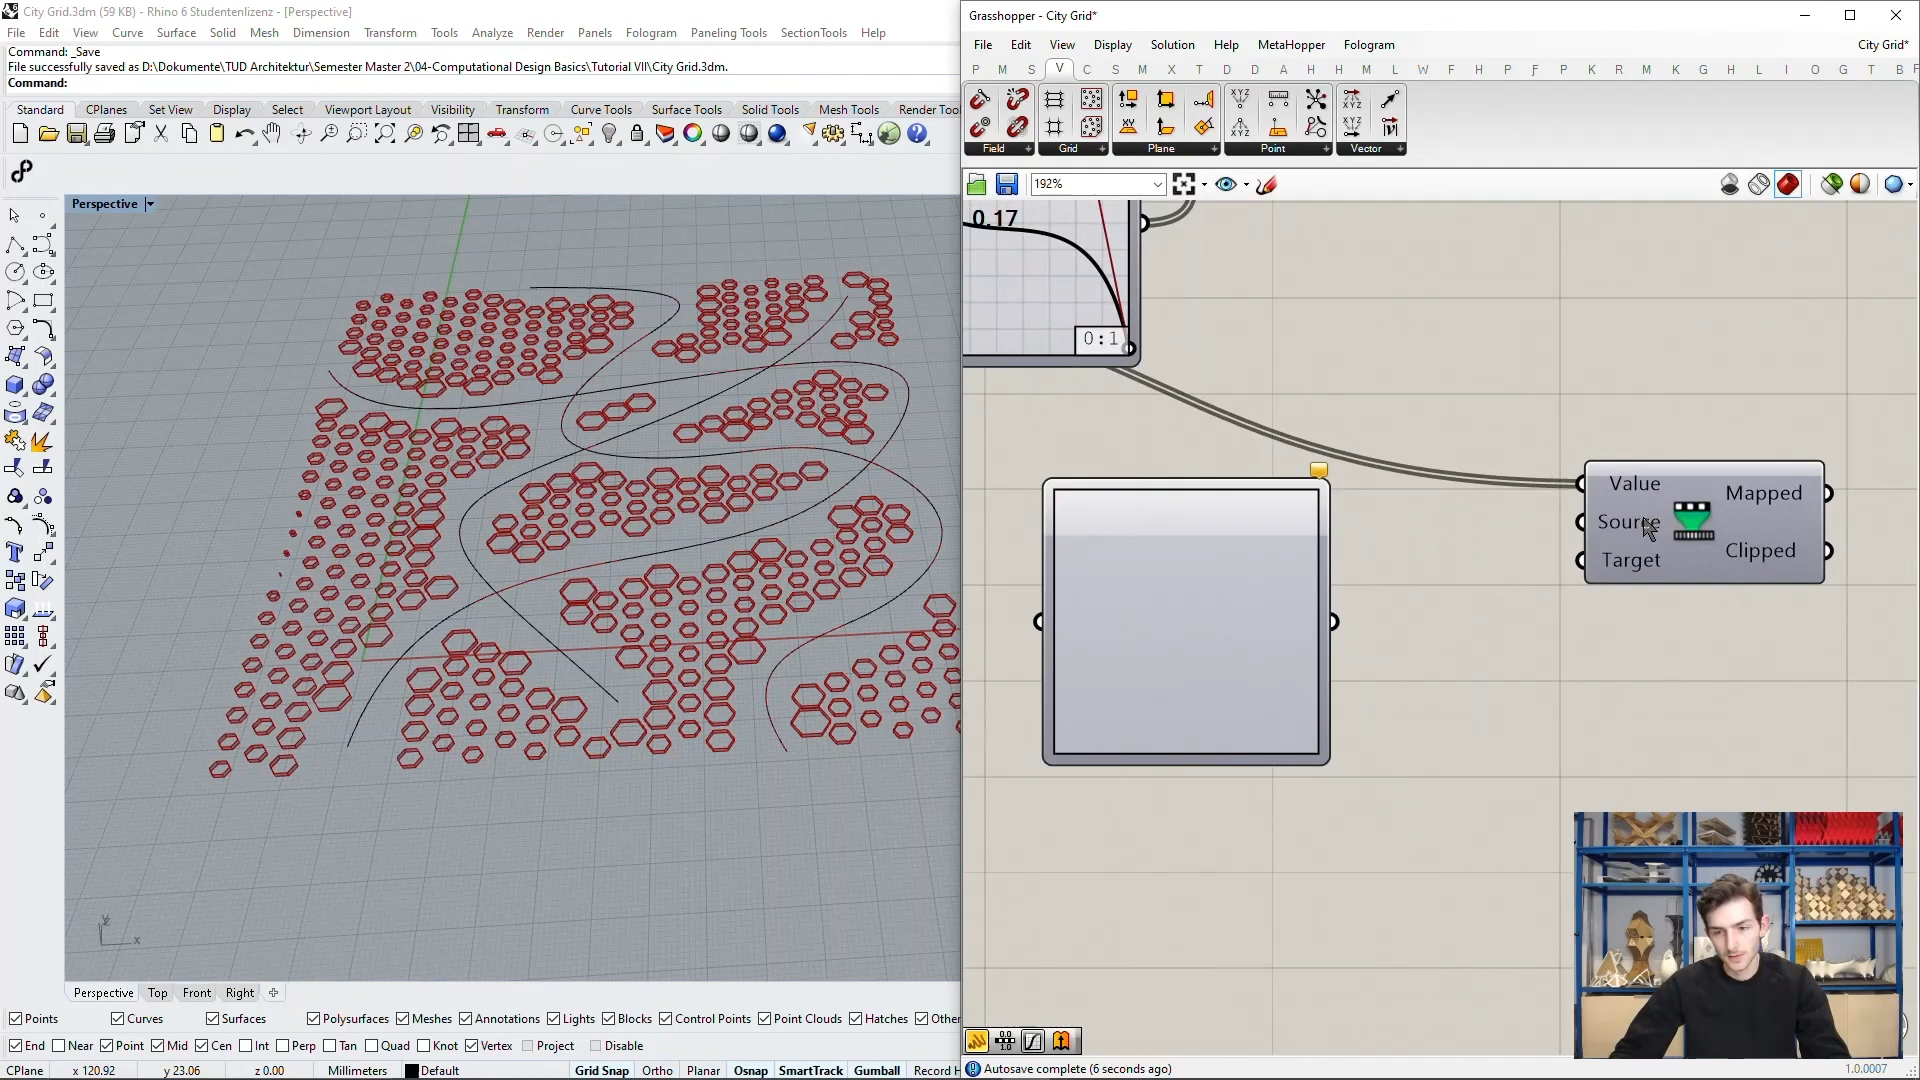 City Grid.3dm (59 KB) - Rhino 6 Studentenlizenz - [Perspective]
File Edit View Curve Surface Solid Mesh Dimension Transform Tools Analyze Render Panels Fologram Paneling Tools SectionTools Help
Command: _Save
File successfully saved as D:\Dokumente\TUD Architektur\Semester Master 2\04-Computational Design Basics\Tutorial VII\City Grid.3dm.
Command:
Standard CPlanes Set View Display Select Viewport Layout Visibility Transform Curve Tools Surface Tools Solid Tools Mesh Tools Render Too
Perspective
y
x
Perspective Top Front Right
Points Curves Surfaces Polysurfaces Meshes Annotations Lights Blocks Control Points Point Clouds Hatches Other
End Near Point Mid Cen Int Perp Tan Quad Knot Vertex Project Disable
CPlane x 120.92 y 23.06 z 0.00 Millimeters Default Grid Snap Ortho Planar Osnap SmartTrack Gumball Record H
Grasshopper - City Grid*
File Edit View Display Solution Help MetaHopper Fologram City Grid*
P M S V C S M X T D D A H H M L W F H P F P K R M K G H L I O G T B F
Field Grid Plane Point Vector
192%
0.17
0 : 1
Value
Source
Target
Mapped
Clipped
Autosave complete (6 seconds ago)
1.0.0007